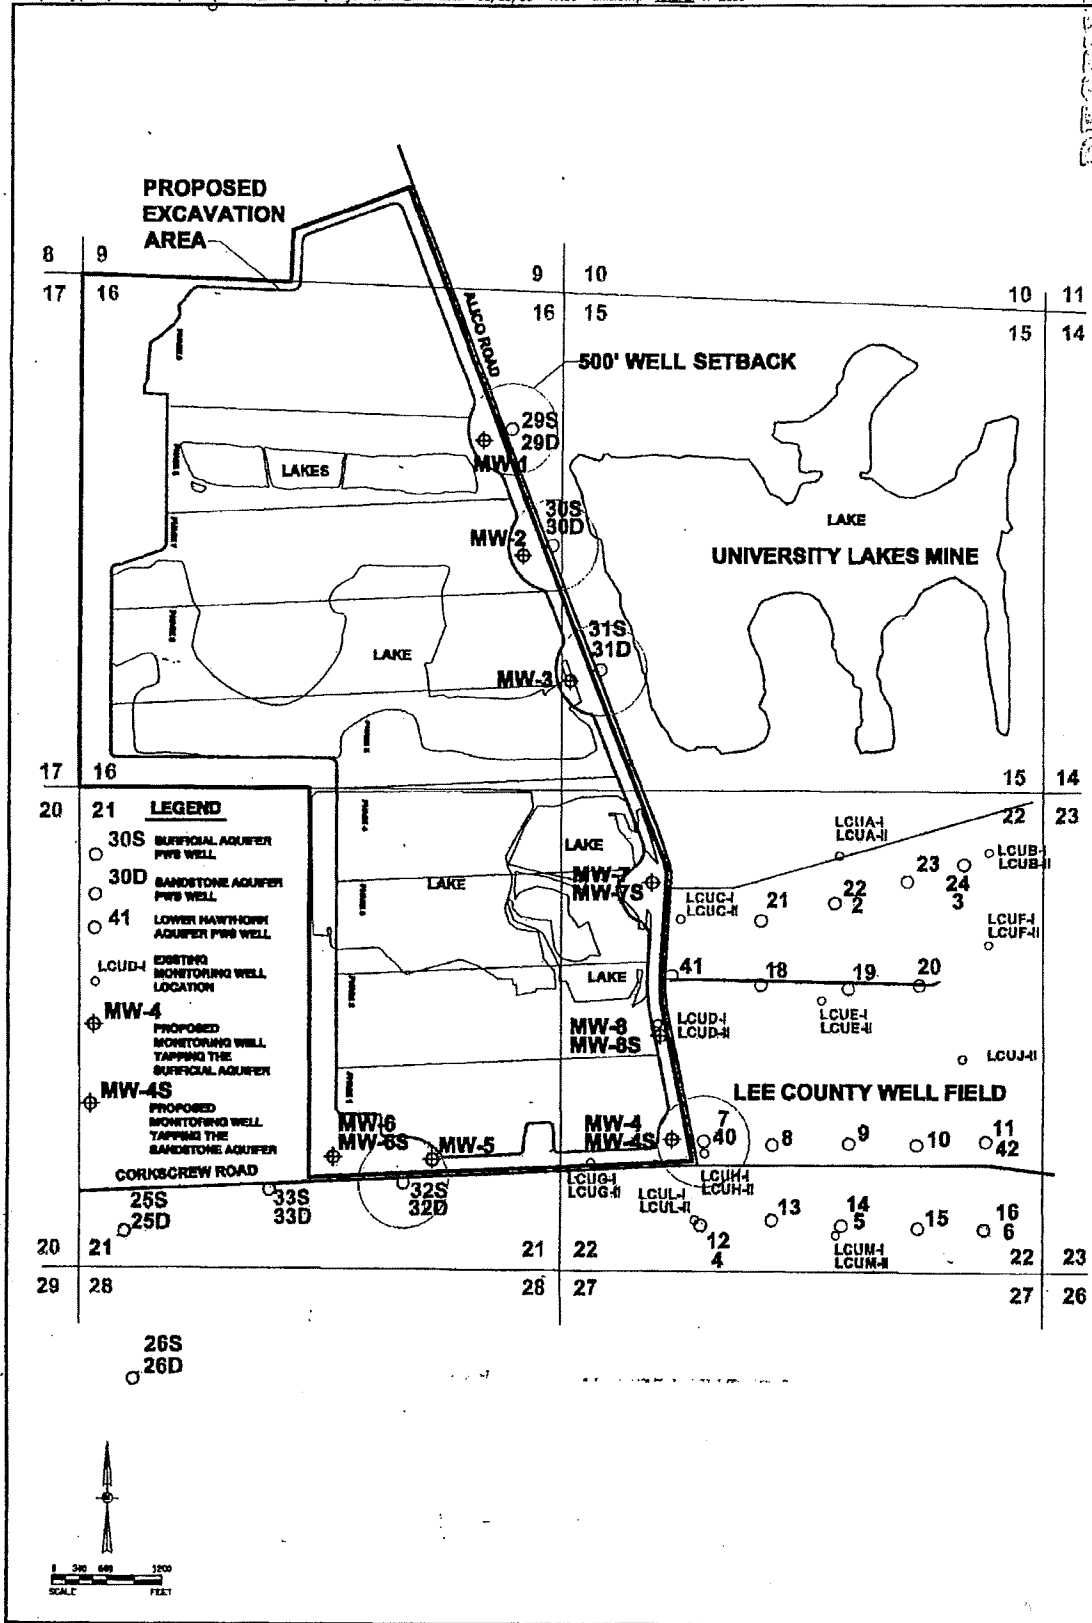 PROPOSED
EXCAVATION
AREA
8 9
17 16
9 10
16 15
10 11
15 14
ALICO ROAD
500' WELL SETBACK
29S
29D
MW-1
LAKES
30S
30D
MW-2
LAKE
UNIVERSITY LAKES MINE
31S
31D
LAKE
MW-3
17 16
20 21
15 14
22 23
LEGEND
30S SURFICIAL AQUIFER
PWS WELL
30D SANDSTONE AQUIFER
PWS WELL
41 LOWER HAWTHORN
AQUIFER PWS WELL
LCUD-I EXISTING
MONITORING WELL
LOCATION
MW-4
PROPOSED
MONITORING WELL
TAPPING THE
SURFICIAL AQUIFER
MW-4S
PROPOSED
MONITORING WELL
TAPPING THE
SANDSTONE AQUIFER
LAKE
LAKE
MW-7
MW-7S
LCUA-I
LCUA-II
LCUB-I
LCUB-II
23
24
3
22
2
21
LCUC-I
LCUC-II
LCUF-I
LCUF-II
LAKE
41
18
19
20
LCUD-I
LCUD-II
MW-8
MW-8S
LCUE-I
LCUE-II
LCUJ-II
LEE COUNTY WELL FIELD
MW-6
MW-6S
MW-5
MW-4
MW-4S
7
40
8
9
10
11
42
CORKSCREW ROAD
LCUG-I
LCUG-II
LCUH-I
LCUH-II
LCUL-I
LCUL-II
25S
25D
33S
33D
32S
32D
12
4
13
14
5
LCUM-I
LCUM-II
15
16
6
20 21
29 28
21 22
28 27
22 23
27 26
26S
26D
1200
SCALE FEET